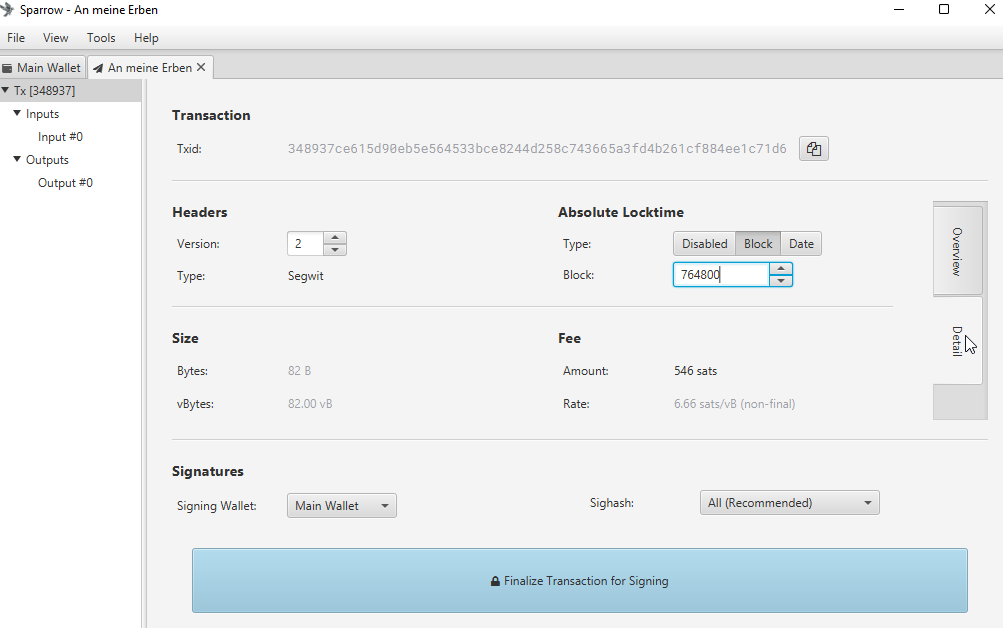 Sparrow - An meine Erben
File View Tools Help
Main Wallet An meine Erben
Tx [348937]
Inputs
Input #0
Outputs
Output #0
Transaction
Txid: 348937ce615d90eb5e564533bce8244d258c743665a3fd4b261cf884ee1c71d6
Headers
Version: 2
Type: Segwit
Absolute Locktime
Type: Disabled Block Date
Block: 764800
Overview
Detail
Size
Bytes: 82 B
vBytes: 82.00 vB
Fee
Amount: 546 sats
Rate: 6.66 sats/vB (non-final)
Signatures
Signing Wallet: Main Wallet
Sighash: All (Recommended)
Finalize Transaction for Signing